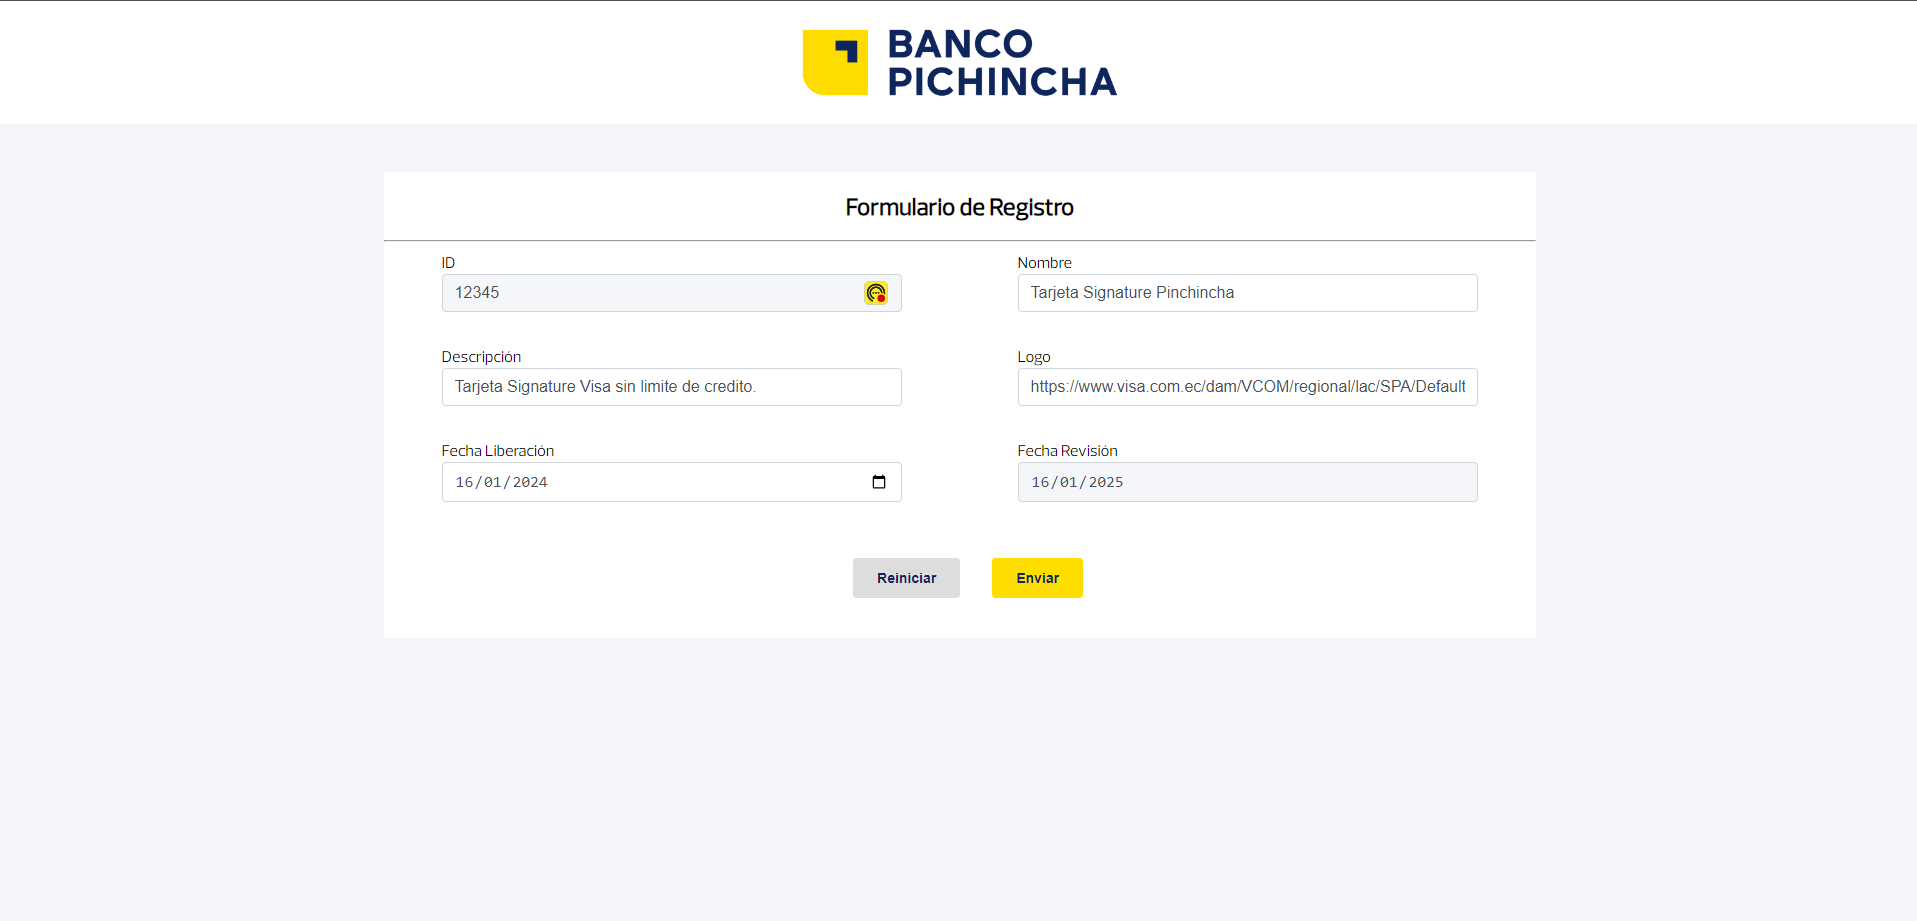 BANCO
PICHINCHA
Formulario de Registro
ID
12345
Nombre
Tarjeta Signature Pinchincha
Descripción
Tarjeta Signature Visa sin limite de credito.
Logo
https://www.visa.com.ec/dam/VCOM/regional/lac/SPA/Default
Fecha Liberación
16/01/2024
Fecha Revisión
16/01/2025
Reiniciar
Enviar